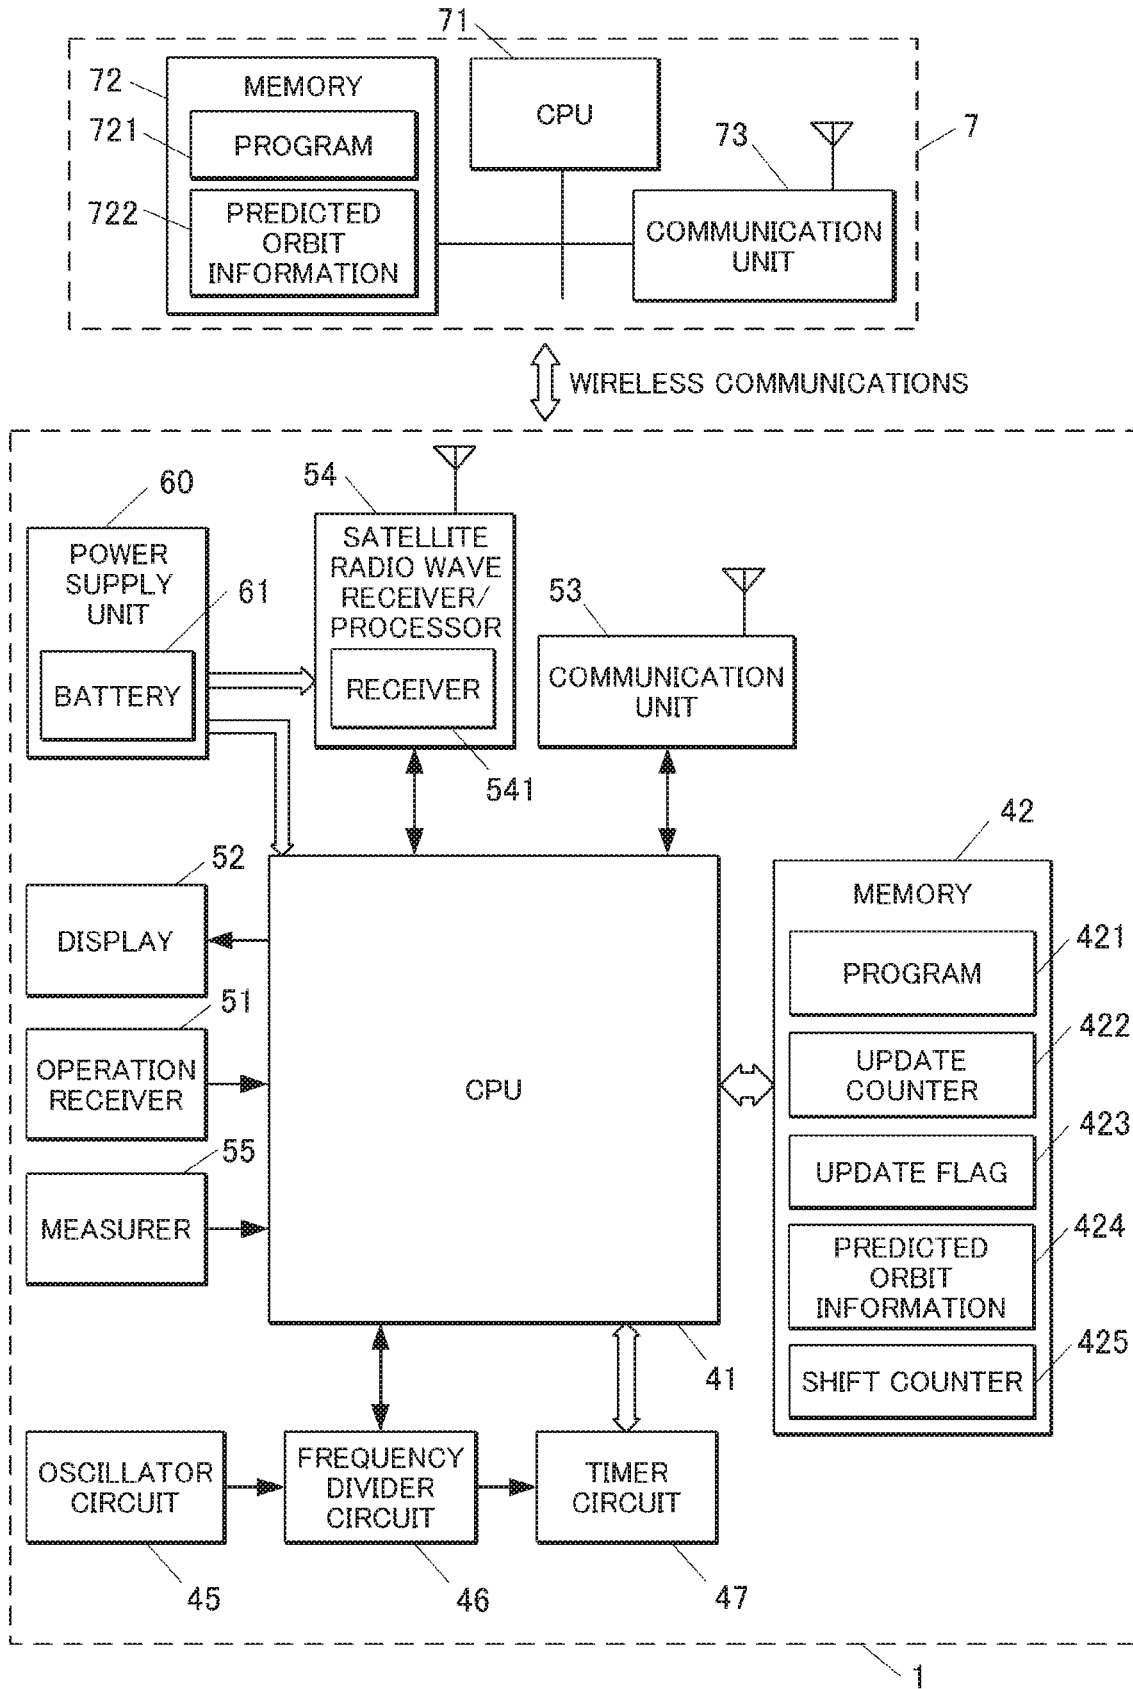 71
72
MEMORY
CPU
721
PROGRAM
73
7
722
PREDICTED
ORBIT
INFORMATION
COMMUNICATION
UNIT
WIRELESS COMMUNICATIONS
60
POWER
SUPPLY
UNIT
61
BATTERY
54
SATELLITE
RADIO WAVE
RECEIVER/
PROCESSOR
RECEIVER
541
53
COMMUNICATION
UNIT
52
DISPLAY
51
OPERATION
RECEIVER
55
MEASURER
CPU
41
42
MEMORY
421
PROGRAM
422
UPDATE
COUNTER
423
UPDATE FLAG
424
PREDICTED
ORBIT
INFORMATION
425
SHIFT COUNTER
OSCILLATOR
CIRCUIT
45
FREQUENCY
DIVIDER
CIRCUIT
46
TIMER
CIRCUIT
47
1